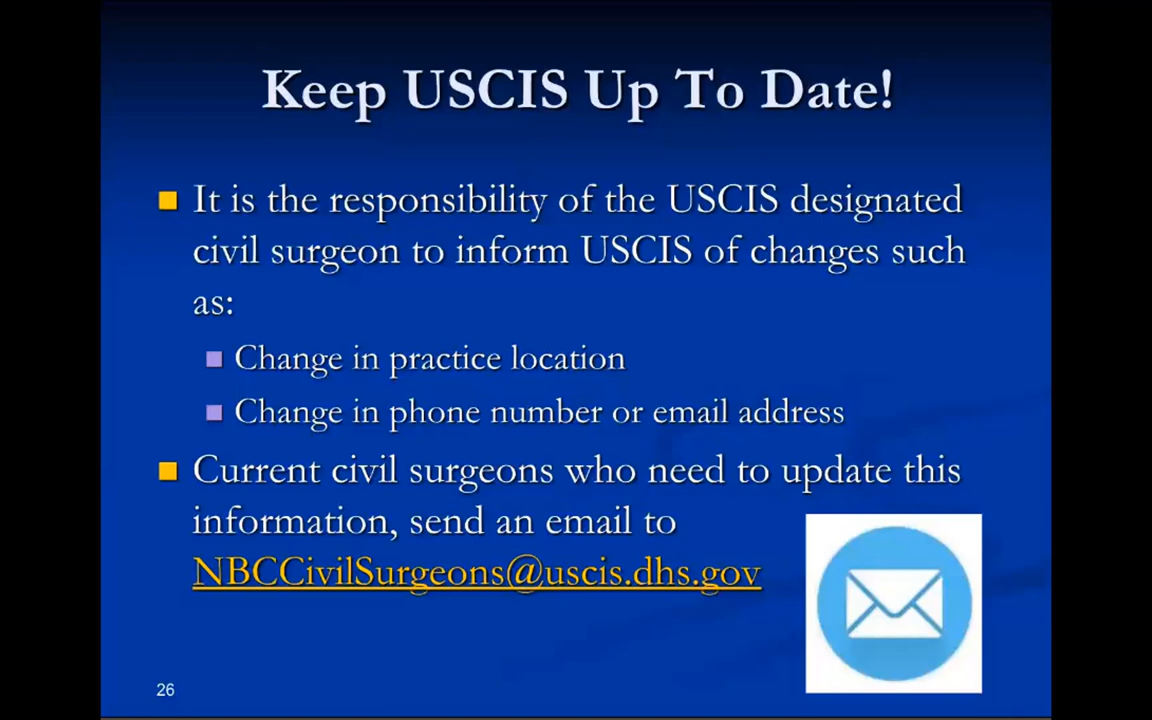 Keep USCIS Up To Date!
It is the responsibility of the USCIS designated
civil surgeon to inform USCIS of changes such
as:
Change in practice location
Change in phone number or email address
Current civil surgeons who need to update this
information, send an email to
NBCCivilSurgeons@uscis.dhs.gov
26